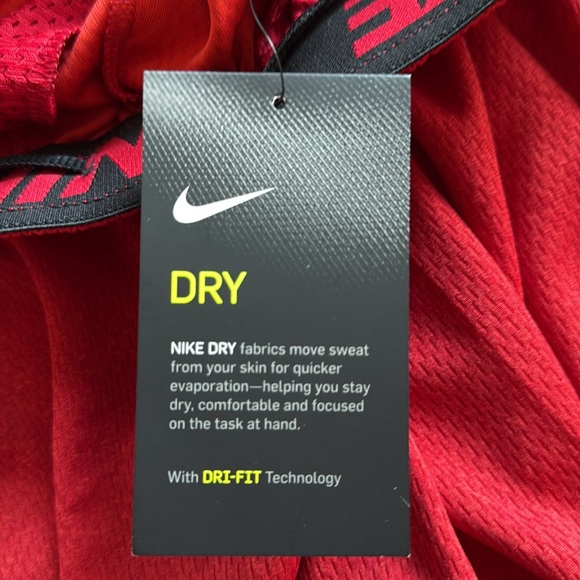 DRY
NIKE DRY fabrics move sweat
from your skin for quicker
evaporation—helping you stay
dry, comfortable and focused
on the task at hand.
With DRI-FIT Technology